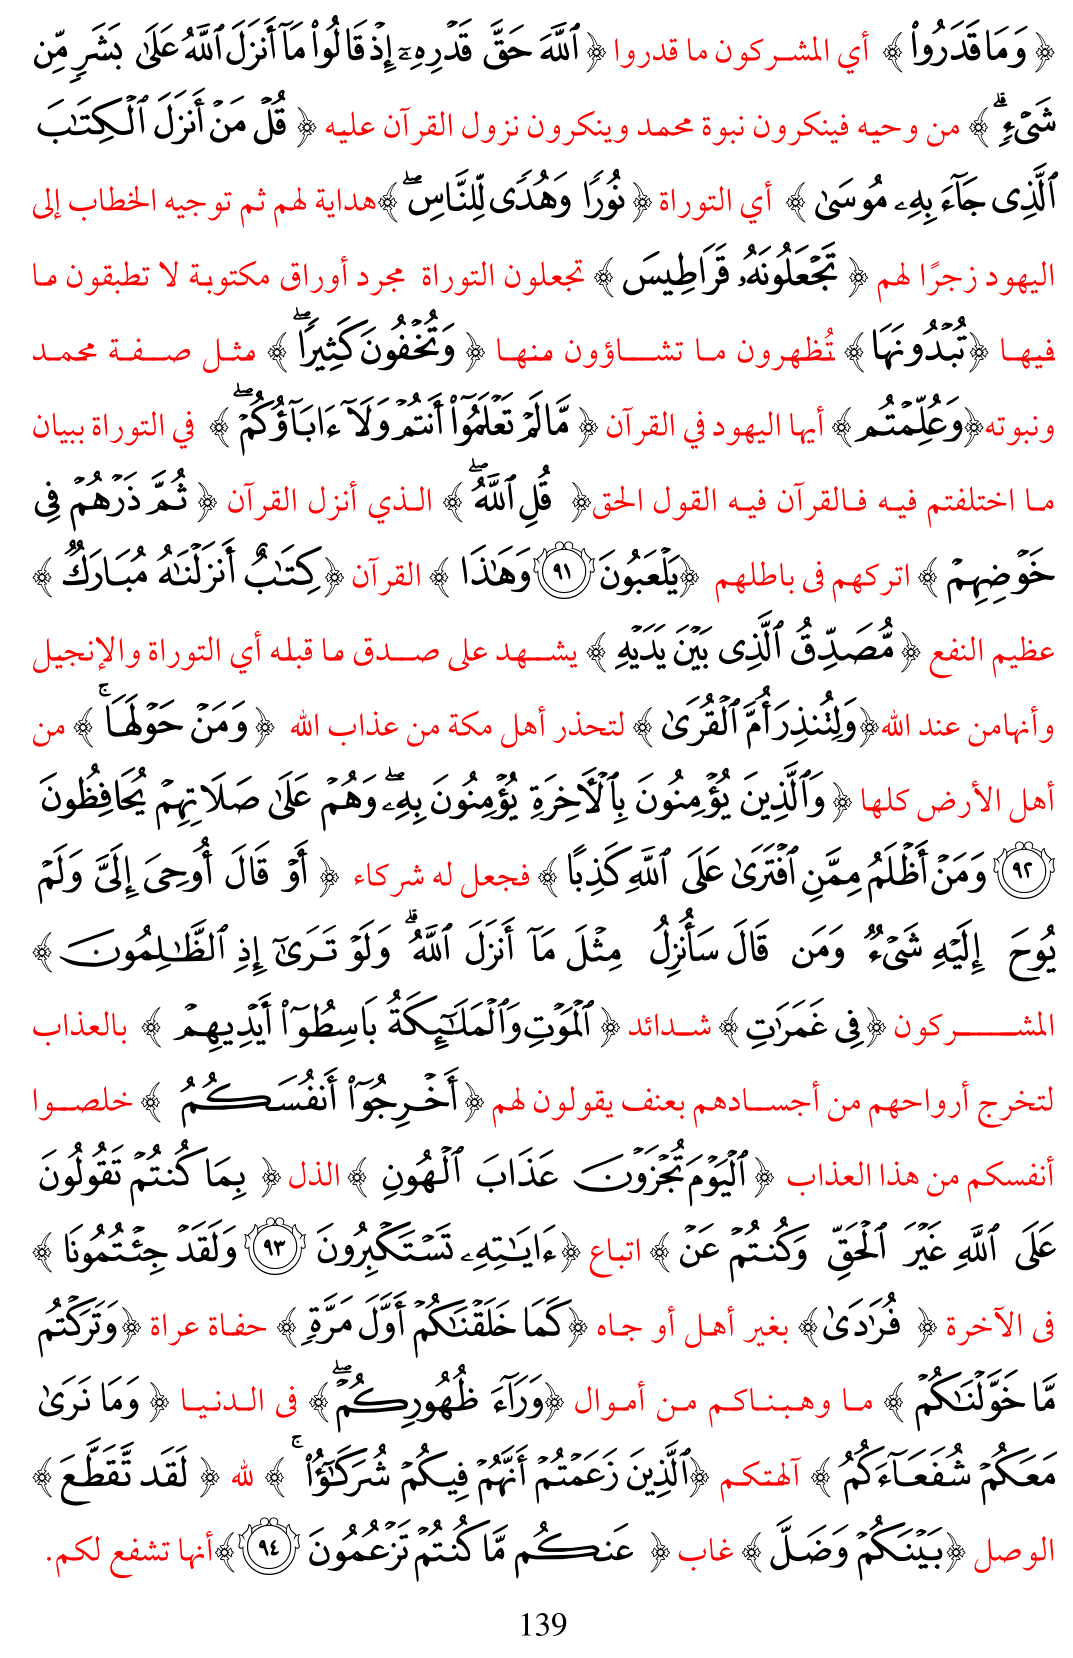 ﴿ وَمَا قَدَرُوا۟ ﴾ أي المشركون ما قدروا ﴿ ٱللَّهَ حَقَّ قَدْرِهِۦٓ إِذْ قَالُوا۟ مَآ أَنزَلَ ٱللَّهُ عَلَىٰ بَشَرٍ مِّن
شَىْءٍ ۗ ﴾ من وحيه فينكرون نبوة محمد وينكرون نزول القرآن عليه ﴿ قُلْ مَنْ أَنزَلَ ٱلْكِتَـٰبَ
ٱلَّذِى جَآءَ بِهِۦ مُوسَىٰ ﴾ أي التوراة ﴿ نُورًا وَهُدًى لِّلنَّاسِ ۖ ﴾هداية لهم ثم توجيه الخطاب إلى
اليهود زجرًا لهم ﴿ تَجْعَلُونَهُۥ قَرَاطِيسَ ﴾ تجعلون التوراة مجرد أوراق مكتوبة لا تطبقون ما
فيها ﴿تُبْدُونَهَا﴾ تُظهرون ما تشاؤون منها ﴿ وَتُخْفُونَ كَثِيرًا ۖ ﴾ مثل صفة محمد
ونبوته﴿وَعُلِّمْتُم ﴾ أيها اليهود في القرآن ﴿ مَّا لَمْ تَعْلَمُوٓا۟ أَنتُمْ وَلَآ ءَابَآؤُكُمْ ۖ ﴾ في التوراة ببيان
ما اختلفتم فيه فالقرآن فيه القول الحق﴿ قُلِ ٱللَّهُ ۖ ﴾ الذي أنزل القرآن ﴿ ثُمَّ ذَرْهُمْ فِى
خَوْضِهِمْ ﴾ اتركهم فى باطلهم ﴿يَلْعَبُونَ ٩١ وَهَـٰذَا ﴾ القرآن ﴿كِتَـٰبٌ أَنزَلْنَـٰهُ مُبَارَكٌ ﴾
عظيم النفع ﴿ مُّصَدِّقُ ٱلَّذِى بَيْنَ يَدَيْهِ ﴾ يشهد على صدق ما قبله أي التوراة والإنجيل
وأنهامن عند الله﴿وَلِتُنذِرَ أُمَّ ٱلْقُرَىٰ ﴾ لتحذر أهل مكة من عذاب الله ﴿ وَمَنْ حَوْلَهَا ۚ ﴾ من
أهل الأرض كلها ﴿ وَٱلَّذِينَ يُؤْمِنُونَ بِٱلْـَٔاخِرَةِ يُؤْمِنُونَ بِهِۦ ۖ وَهُمْ عَلَىٰ صَلَاتِهِمْ يُحَافِظُونَ
٩٢ وَمَنْ أَظْلَمُ مِمَّنِ ٱفْتَرَىٰ عَلَى ٱللَّهِ كَذِبًا ﴾ فجعل له شركاء ﴿ أَوْ قَالَ أُوحِىَ إِلَىَّ وَلَمْ
يُوحَ إِلَيْهِ شَىْءٌ وَمَن قَالَ سَأُنزِلُ مِثْلَ مَآ أَنزَلَ ٱللَّهُ ۗ وَلَوْ تَرَىٰٓ إِذِ ٱلظَّـٰلِمُونَ ﴾
المشركون ﴿فِى غَمَرَٰتِ ﴾ شدائد ﴿ ٱلْمَوْتِ وَٱلْمَلَـٰٓئِكَةُ بَاسِطُوٓا۟ أَيْدِيهِمْ ﴾ بالعذاب
لتخرج أرواحهم من أجسادهم بعنف يقولون لهم ﴿ أَخْرِجُوٓا۟ أَنفُسَكُمُ ﴾ خلصوا
أنفسكم من هذا العذاب ﴿ ٱلْيَوْمَ تُجْزَوْنَ عَذَابَ ٱلْهُونِ ﴾ الذل ﴿ بِمَا كُنتُمْ تَقُولُونَ
عَلَى ٱللَّهِ غَيْرَ ٱلْحَقِّ وَكُنتُمْ عَنْ ﴾ اتباع ﴿ءَايَـٰتِهِۦ تَسْتَكْبِرُونَ ٩٣ وَلَقَدْ جِئْتُمُونَا ﴾
فى الآخرة ﴿ فُرَٰدَىٰ﴾ بغير أهل أو جاه ﴿كَمَا خَلَقْنَـٰكُمْ أَوَّلَ مَرَّةٍ ﴾ حفاة عراة ﴿وَتَرَكْتُم
مَّا خَوَّلْنَـٰكُمْ ﴾ ما وهبناكم من أموال ﴿وَرَآءَ ظُهُورِكُمْ ۖ ﴾ فى الدنيا ﴿ وَمَا نَرَىٰ
مَعَكُمْ شُفَعَآءَكُمُ ﴾ آلهتكم ﴿ٱلَّذِينَ زَعَمْتُمْ أَنَّهُمْ فِيكُمْ شُرَكَـٰٓؤُا۟ ۚ ﴾ لله ﴿ لَقَد تَّقَطَّعَ ﴾
الوصل ﴿بَيْنَكُمْ وَضَلَّ ﴾ غاب ﴿ عَنكُم مَّا كُنتُمْ تَزْعُمُونَ ٩٤ ﴾أنها تشفع لكم.
139